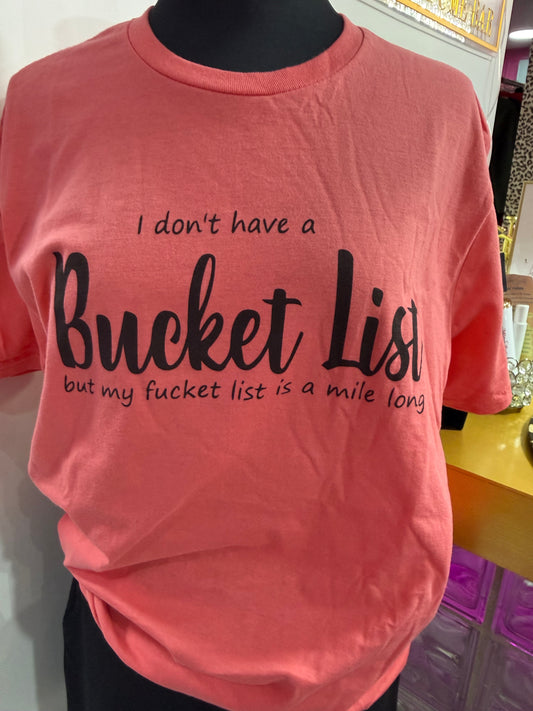 I don't have a
Bucket List
but my fucket list is a mile long